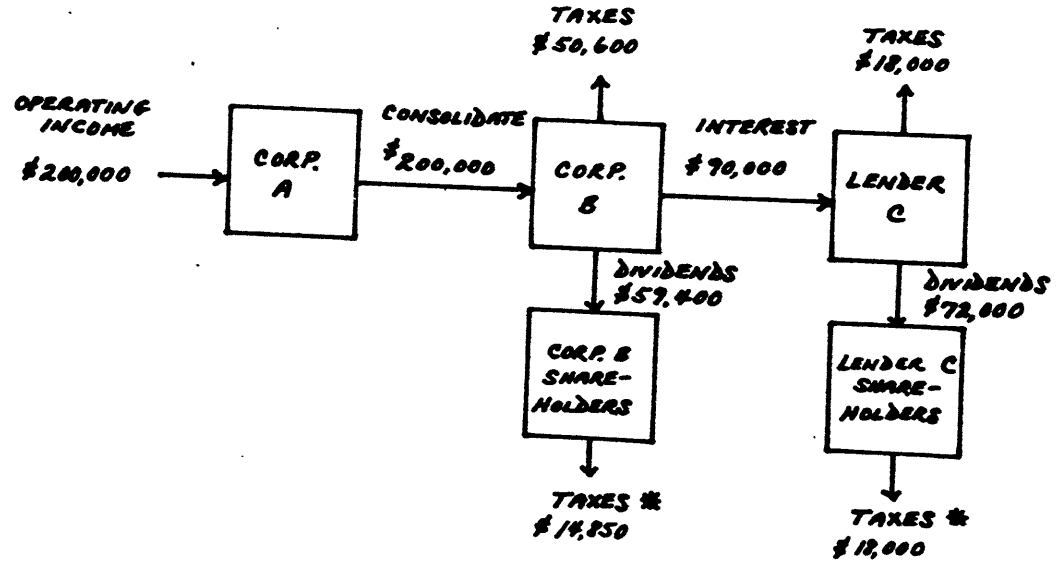 TAXES
$50,600
TAXES
$18,000
OPERATING
INCOME
$200,000
CORP.
A
CONSOLIDATE
$200,000
CORP.
B
INTEREST
$90,000
LENDER
C
DIVIDENDS
$59,400
DIVIDENDS
$72,000
CORP. B
SHARE-
HOLDERS
LENDER C
SHARE-
HOLDERS
TAXES *
$14,850
TAXES *
$18,000